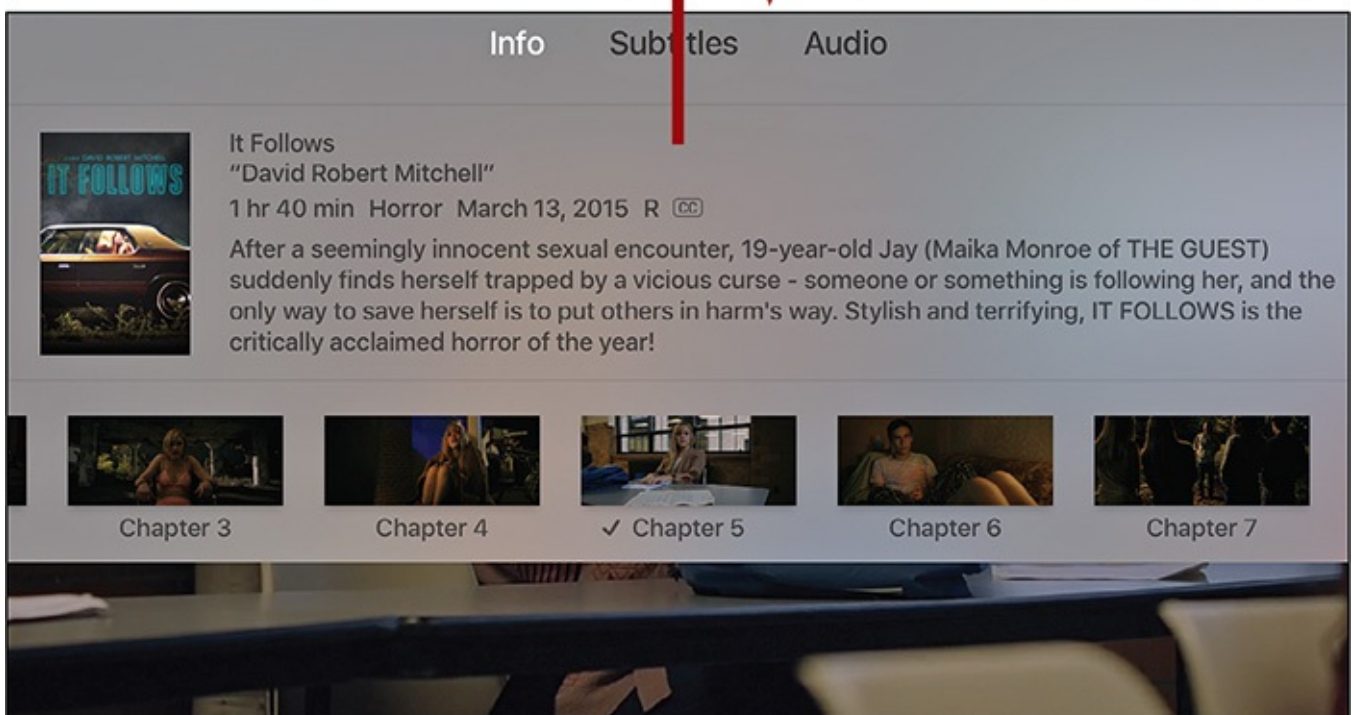 Info Subtitles Audio
It Follows
“David Robert Mitchell”
1 hr 40 min Horror March 13, 2015 R CC
After a seemingly innocent sexual encounter, 19-year-old Jay (Maika Monroe of THE GUEST)
suddenly finds herself trapped by a vicious curse - someone or something is following her, and the
only way to save herself is to put others in harm's way. Stylish and terrifying, IT FOLLOWS is the
critically acclaimed horror of the year!
DAVID ROBERT MITCHELL
IT FOLLOWS
Chapter 3 Chapter 4 ✓ Chapter 5 Chapter 6 Chapter 7